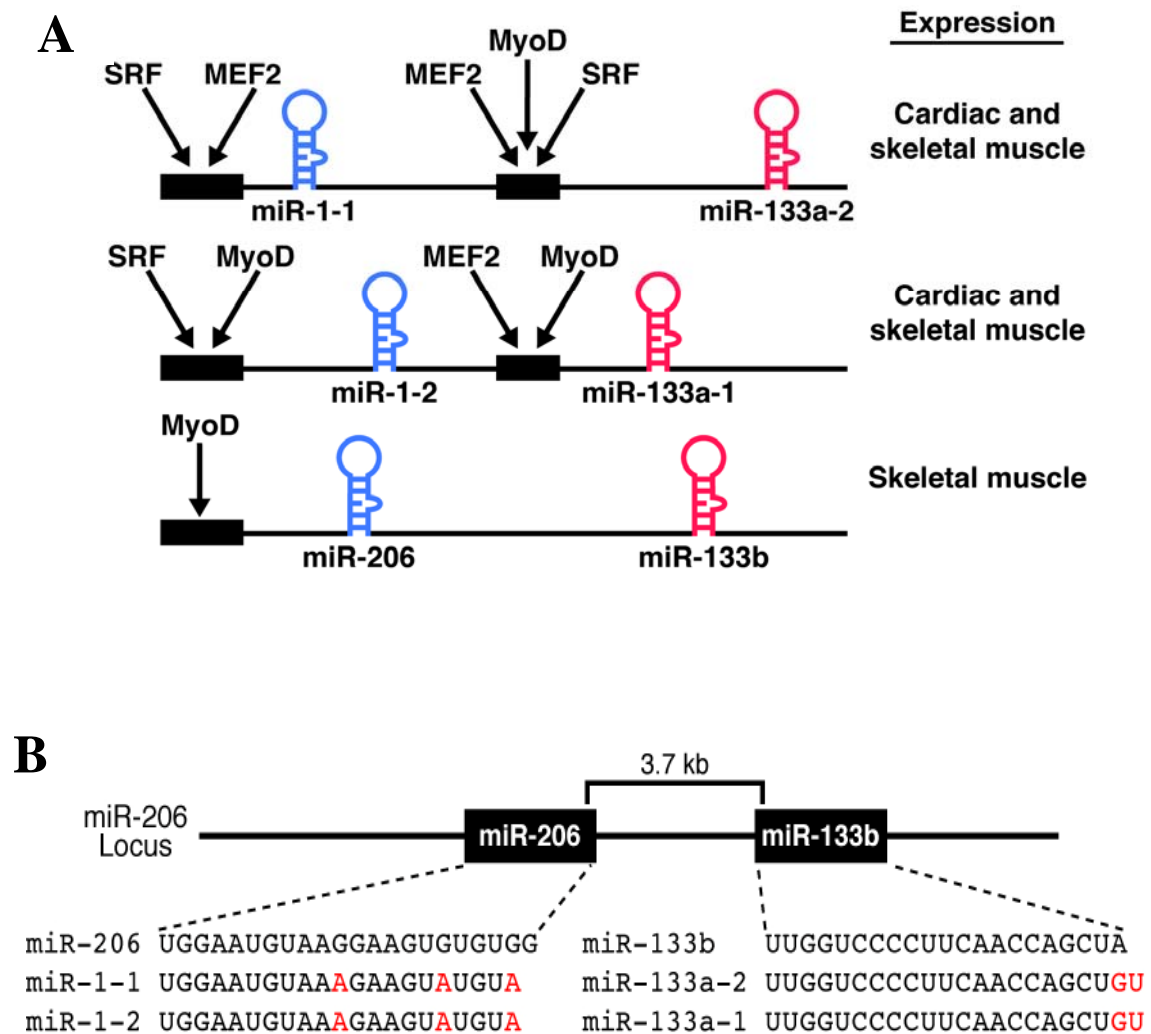 A
Expression
MyoD
SRF MEF2 MEF2 SRF
Cardiac and
skeletal muscle
miR-1-1 miR-133a-2
SRF MyoD MEF2 MyoD
Cardiac and
skeletal muscle
miR-1-2 miR-133a-1
MyoD
Skeletal muscle
miR-206 miR-133b
B
3.7 kb
miR-206
Locus
miR-206 miR-133b
miR-206 UGGAAUGUAAGGAAGUGUGUGG miR-133b UUGGUCCCCUUCAACCAGCUA
miR-1-1 UGGAAUGUAAAGAAGUAUGUA miR-133a-2 UUGGUCCCCUUCAACCAGCUGU
miR-1-2 UGGAAUGUAAAGAAGUAUGUA miR-133a-1 UUGGUCCCCUUCAACCAGCUGU